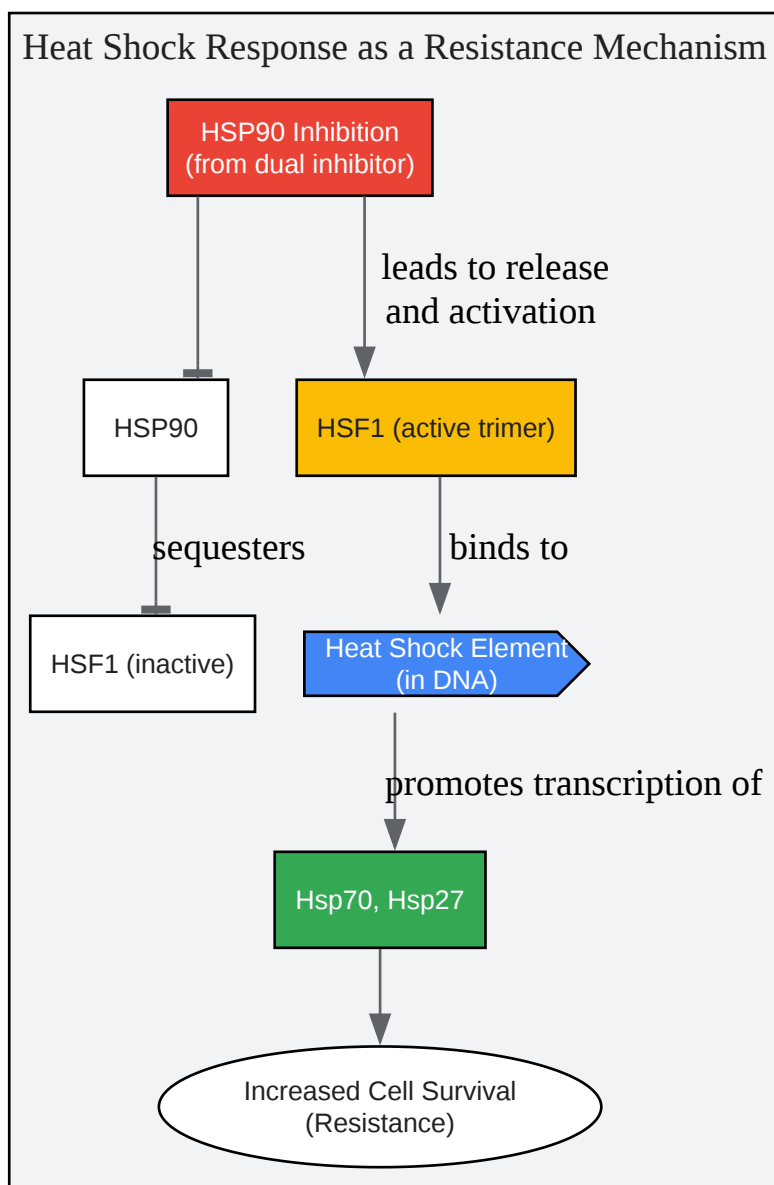 Heat Shock Response as a Resistance Mechanism
HSP90 Inhibition
(from dual inhibitor)
leads to release
and activation
HSP90
HSF1 (active trimer)
sequesters
binds to
HSF1 (inactive)
Heat Shock Element
(in DNA)
promotes transcription of
Hsp70, Hsp27
Increased Cell Survival
(Resistance)